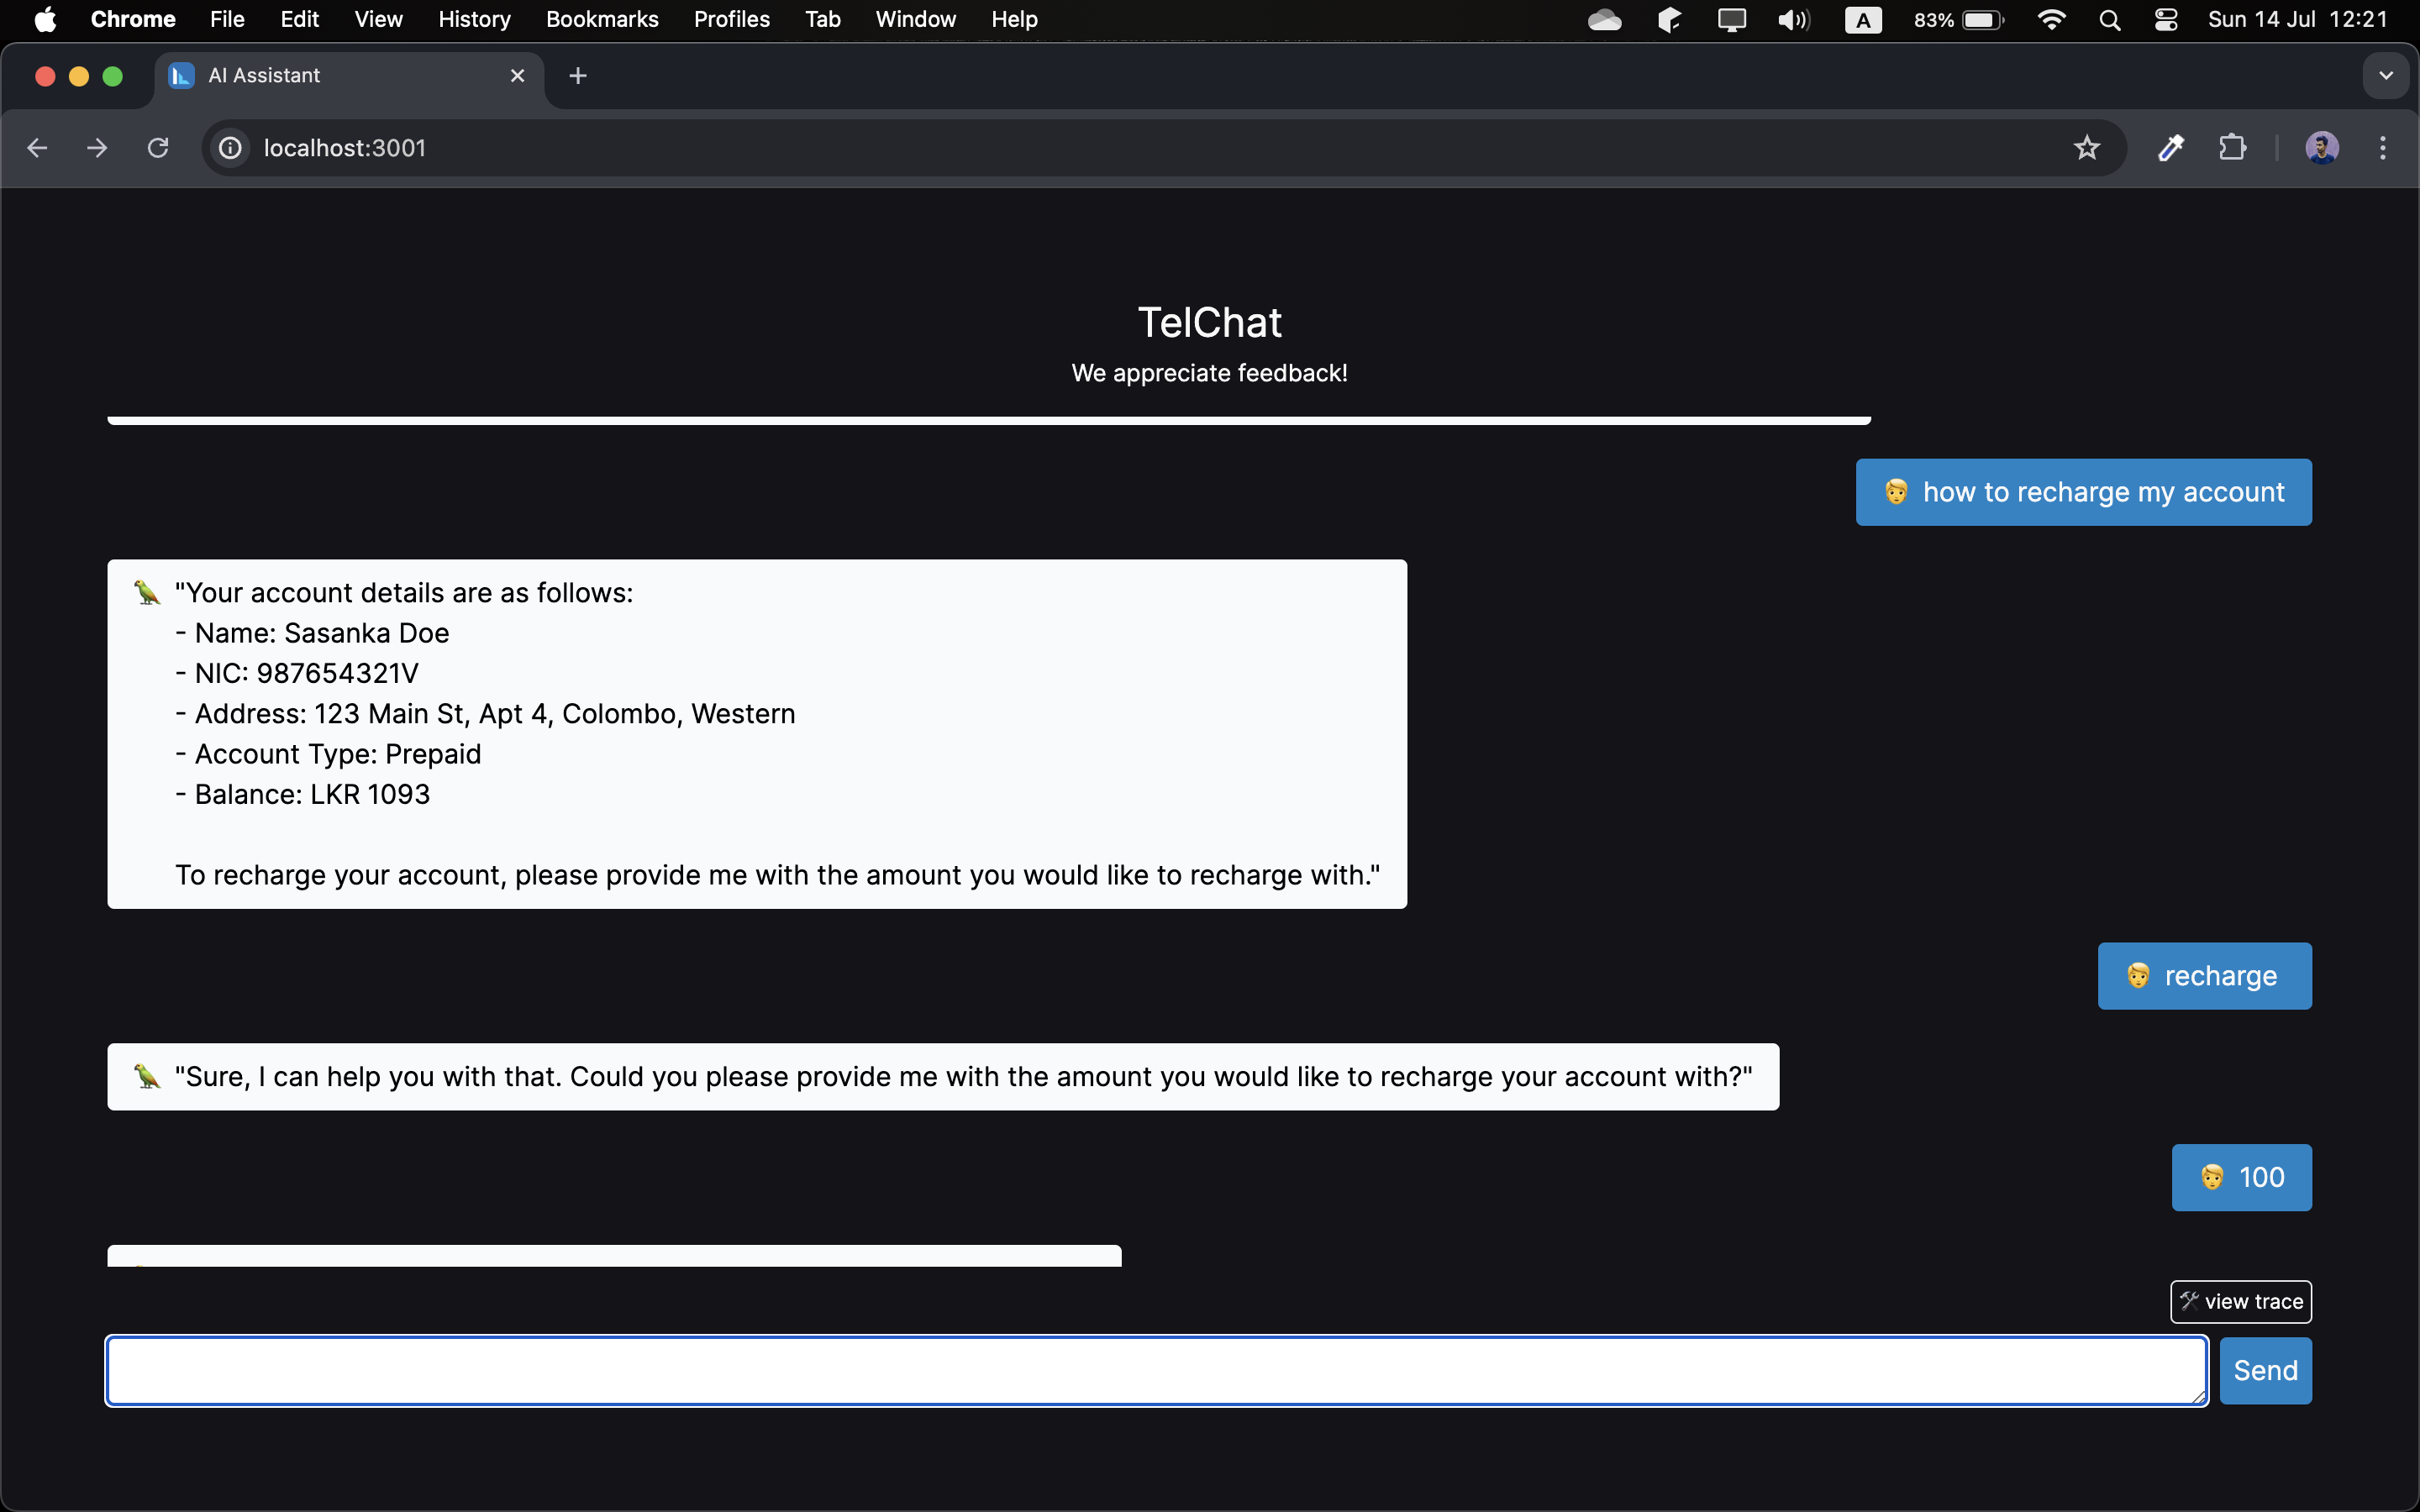 Chrome File Edit View History Bookmarks Profiles Tab Window Help A 83% Sun 14 Jul 12:21
AI Assistant
localhost:3001
TelChat
We appreciate feedback!
how to recharge my account
"Your account details are as follows:
- Name: Sasanka Doe
- NIC: 987654321V
- Address: 123 Main St, Apt 4, Colombo, Western
- Account Type: Prepaid
- Balance: LKR 1093
To recharge your account, please provide me with the amount you would like to recharge with."
recharge
"Sure, I can help you with that. Could you please provide me with the amount you would like to recharge your account with?"
100
view trace
Send